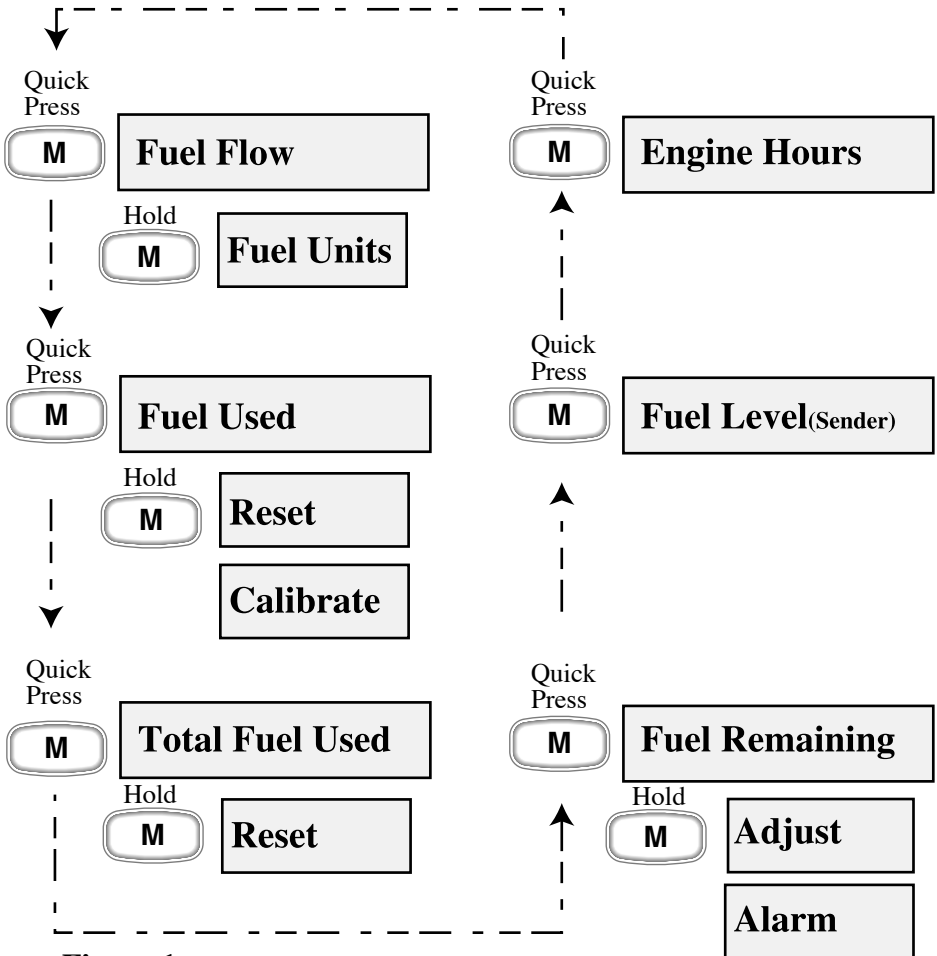 Quick
Press
M
Fuel Flow
Hold
M
Fuel Units
Quick
Press
M
Fuel Used
Hold
M
Reset
Calibrate
Quick
Press
M
Total Fuel Used
Hold
M
Reset
Quick
Press
M
Fuel Remaining
Hold
M
Adjust
Alarm
Quick
Press
M
Fuel Level(Sender)
Quick
Press
M
Engine Hours